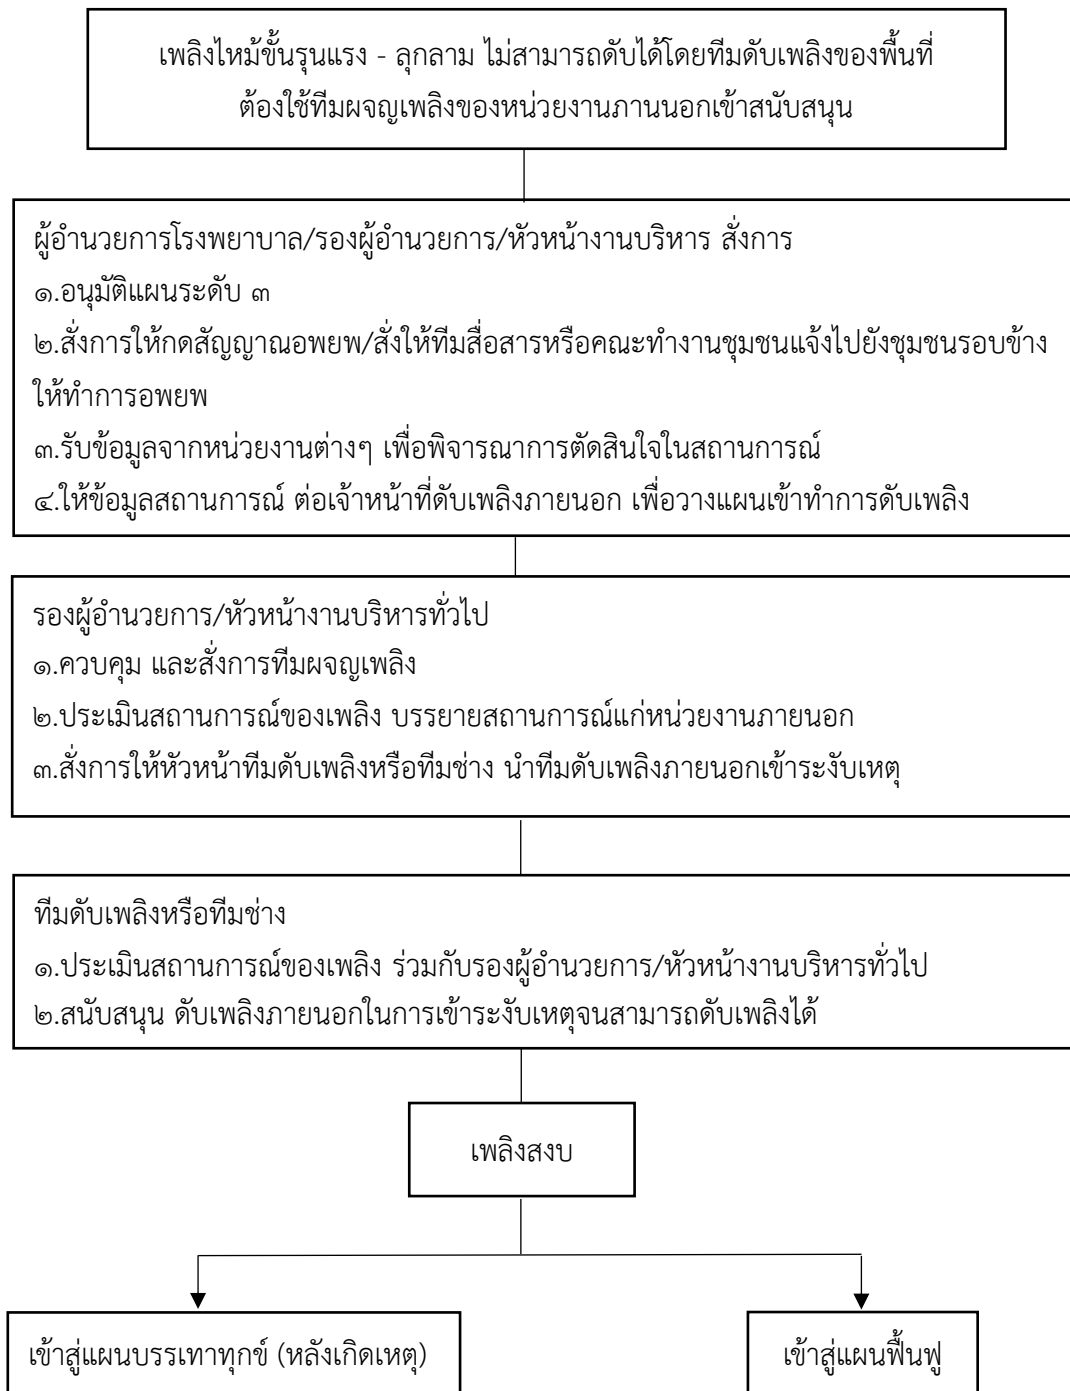 เพลิงไหม้ขั้นรุนแรง - ลุกลาม ไม่สามารถดับได้โดยทีมดับเพลิงของพื้นที่
ต้องใช้ทีมผจญเพลิงของหน่วยงานภานนอกเข้าสนับสนุน
ผู้อำนวยการโรงพยาบาล/รองผู้อำนวยการ/หัวหน้างานบริหาร สั่งการ
๑.อนุมัติแผนระดับ ๓
๒.สั่งการให้กดสัญญาณอพยพ/สั่งให้ทีมสื่อสารหรือคณะทำงานชุมชนแจ้งไปยังชุมชนรอบข้าง
ให้ทำการอพยพ
๓.รับข้อมูลจากหน่วยงานต่างๆ เพื่อพิจารณาการตัดสินใจในสถานการณ์
๔.ให้ข้อมูลสถานการณ์ ต่อเจ้าหน้าที่ดับเพลิงภายนอก เพื่อวางแผนเข้าทำการดับเพลิง
รองผู้อำนวยการ/หัวหน้างานบริหารทั่วไป
๑.ควบคุม และสั่งการทีมผจญเพลิง
๒.ประเมินสถานการณ์ของเพลิง บรรยายสถานการณ์แก่หน่วยงานภายนอก
๓.สั่งการให้หัวหน้าทีมดับเพลิงหรือทีมช่าง นำทีมดับเพลิงภายนอกเข้าระงับเหตุ
ทีมดับเพลิงหรือทีมช่าง
๑.ประเมินสถานการณ์ของเพลิง ร่วมกับรองผู้อำนวยการ/หัวหน้างานบริหารทั่วไป
๒.สนับสนุน ดับเพลิงภายนอกในการเข้าระงับเหตุจนสามารถดับเพลิงได้
เพลิงสงบ
เข้าสู่แผนบรรเทาทุกข์ (หลังเกิดเหตุ)
เข้าสู่แผนฟื้นฟู